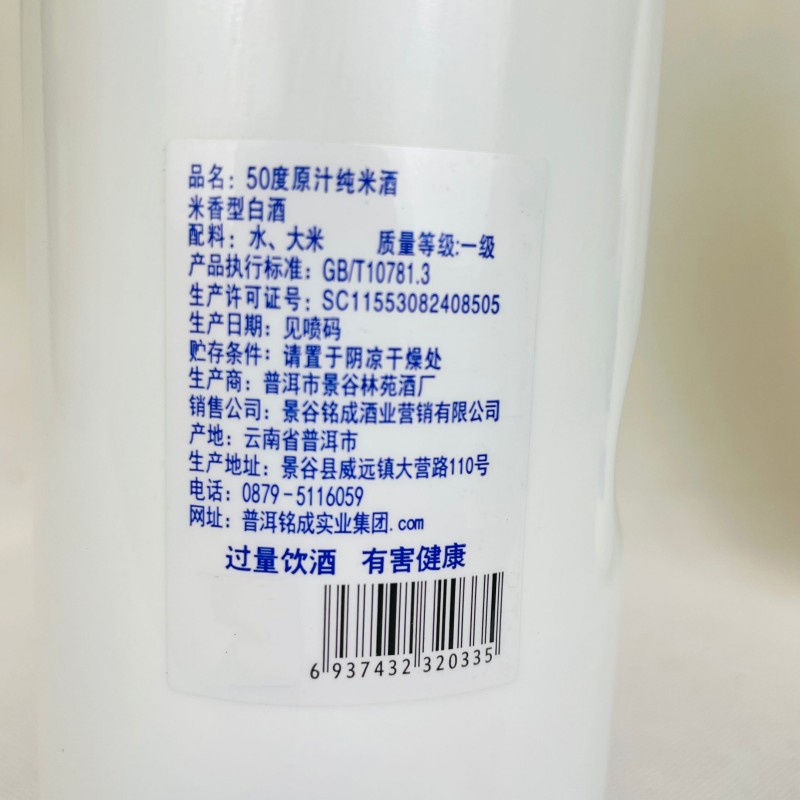 品名：50度原汁纯米酒
米香型白酒
配料：水、大米 质量等级:一级
产品执行标准：GB/T10781.3
生产许可证号：SC11553082408505
生产日期：见喷码
贮存条件：请置于阴凉干燥处
生产商：普洱市景谷林苑酒厂
销售公司：景谷铭成酒业营销有限公司
产地：云南省普洱市
生产地址：景谷县威远镇大营路110号
电话：0879-5116059
网址：普洱铭成实业集团.com
过量饮酒 有害健康
6 937432 320335